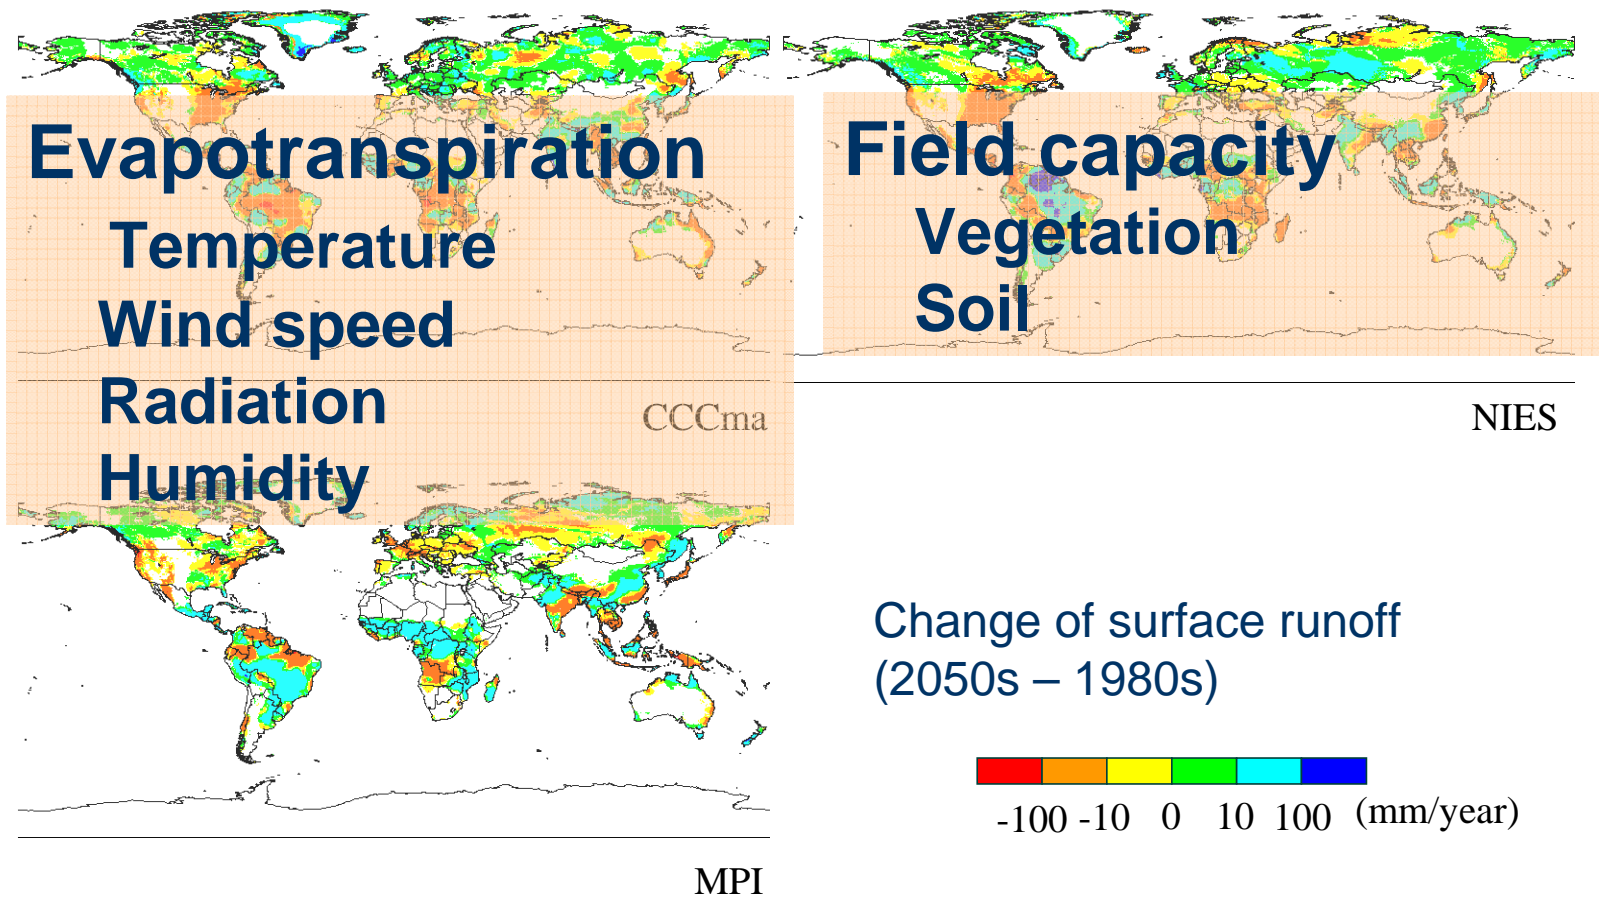 Evapotranspiration
Temperature
Wind speed
Radiation
Humidity
CCCma
Field capacity
Vegetation
Soil
NIES
MPI
Change of surface runoff
(2050s – 1980s)
-100 -10 0 10 100 (mm/year)